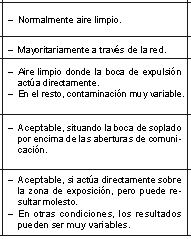 – Normalmente aire limpio.
– Mayoritariamente a través de la red.
– Aire limpio donde la boca de expulsión
actúa directamente.
– En el resto, contaminación muy variable.
– Aceptable, situando la boca de soplado
por encima de las aberturas de comuni-
cación.
– Aceptable, si actúa directamente sobre
la zona de exposición, pero puede re-
sultar molesto.
– En otras condiciones, los resultados
pueden ser muy variables.